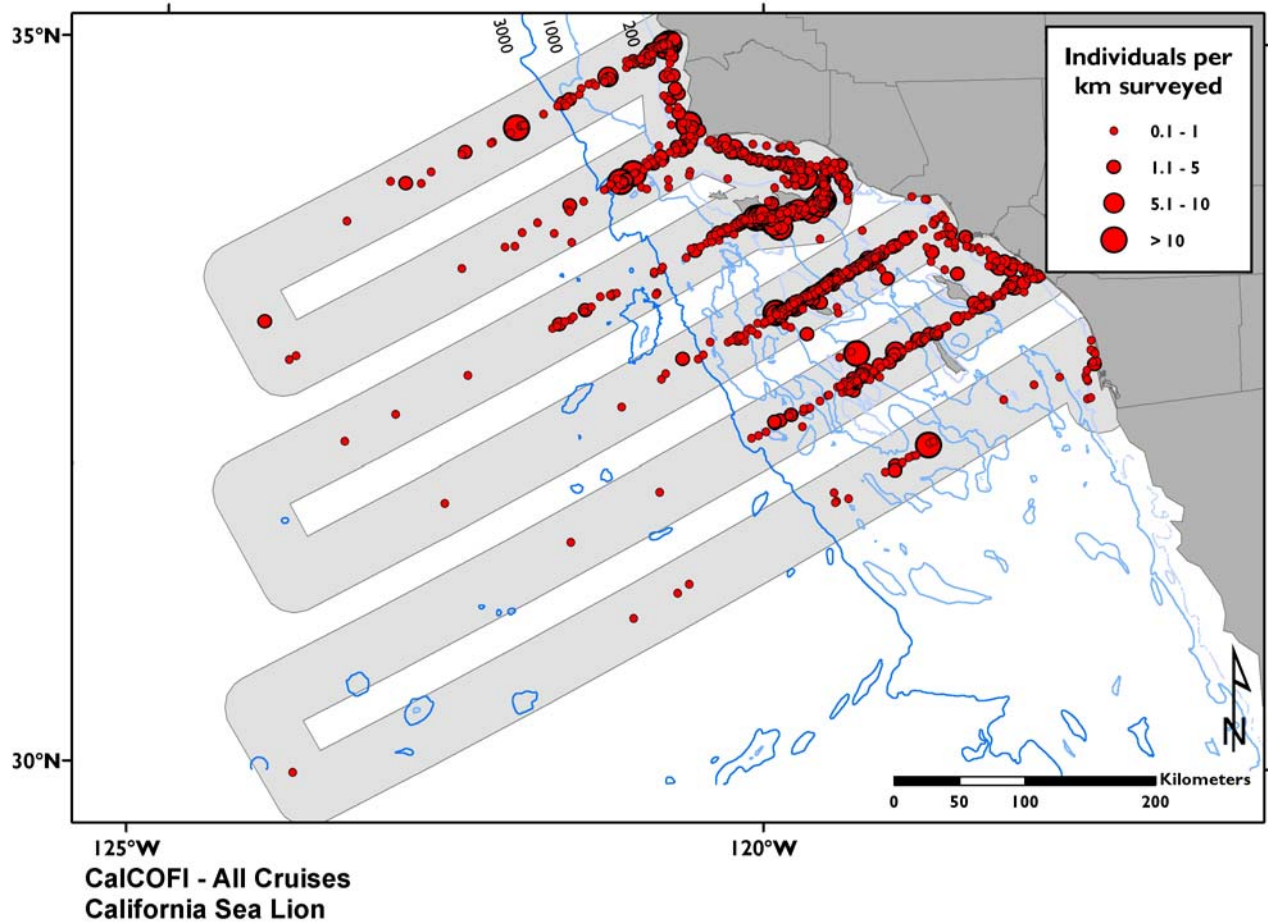 35°N
3000
1000
200
Individuals per
km surveyed
0.1 - 1
1.1 - 5
5.1 - 10
> 10
30°N
N
Kilometers
0 50 100 200
125°W 120°W
CalCOFI - All Cruises
California Sea Lion